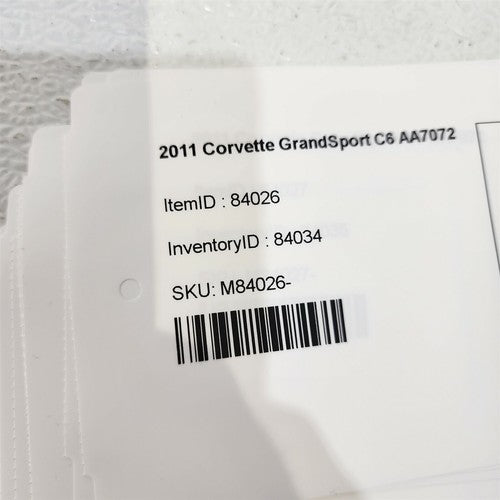 2011 Corvette GrandSport C6 AA7072
ItemID : 84026
InventoryID : 84034
SKU: M84026-